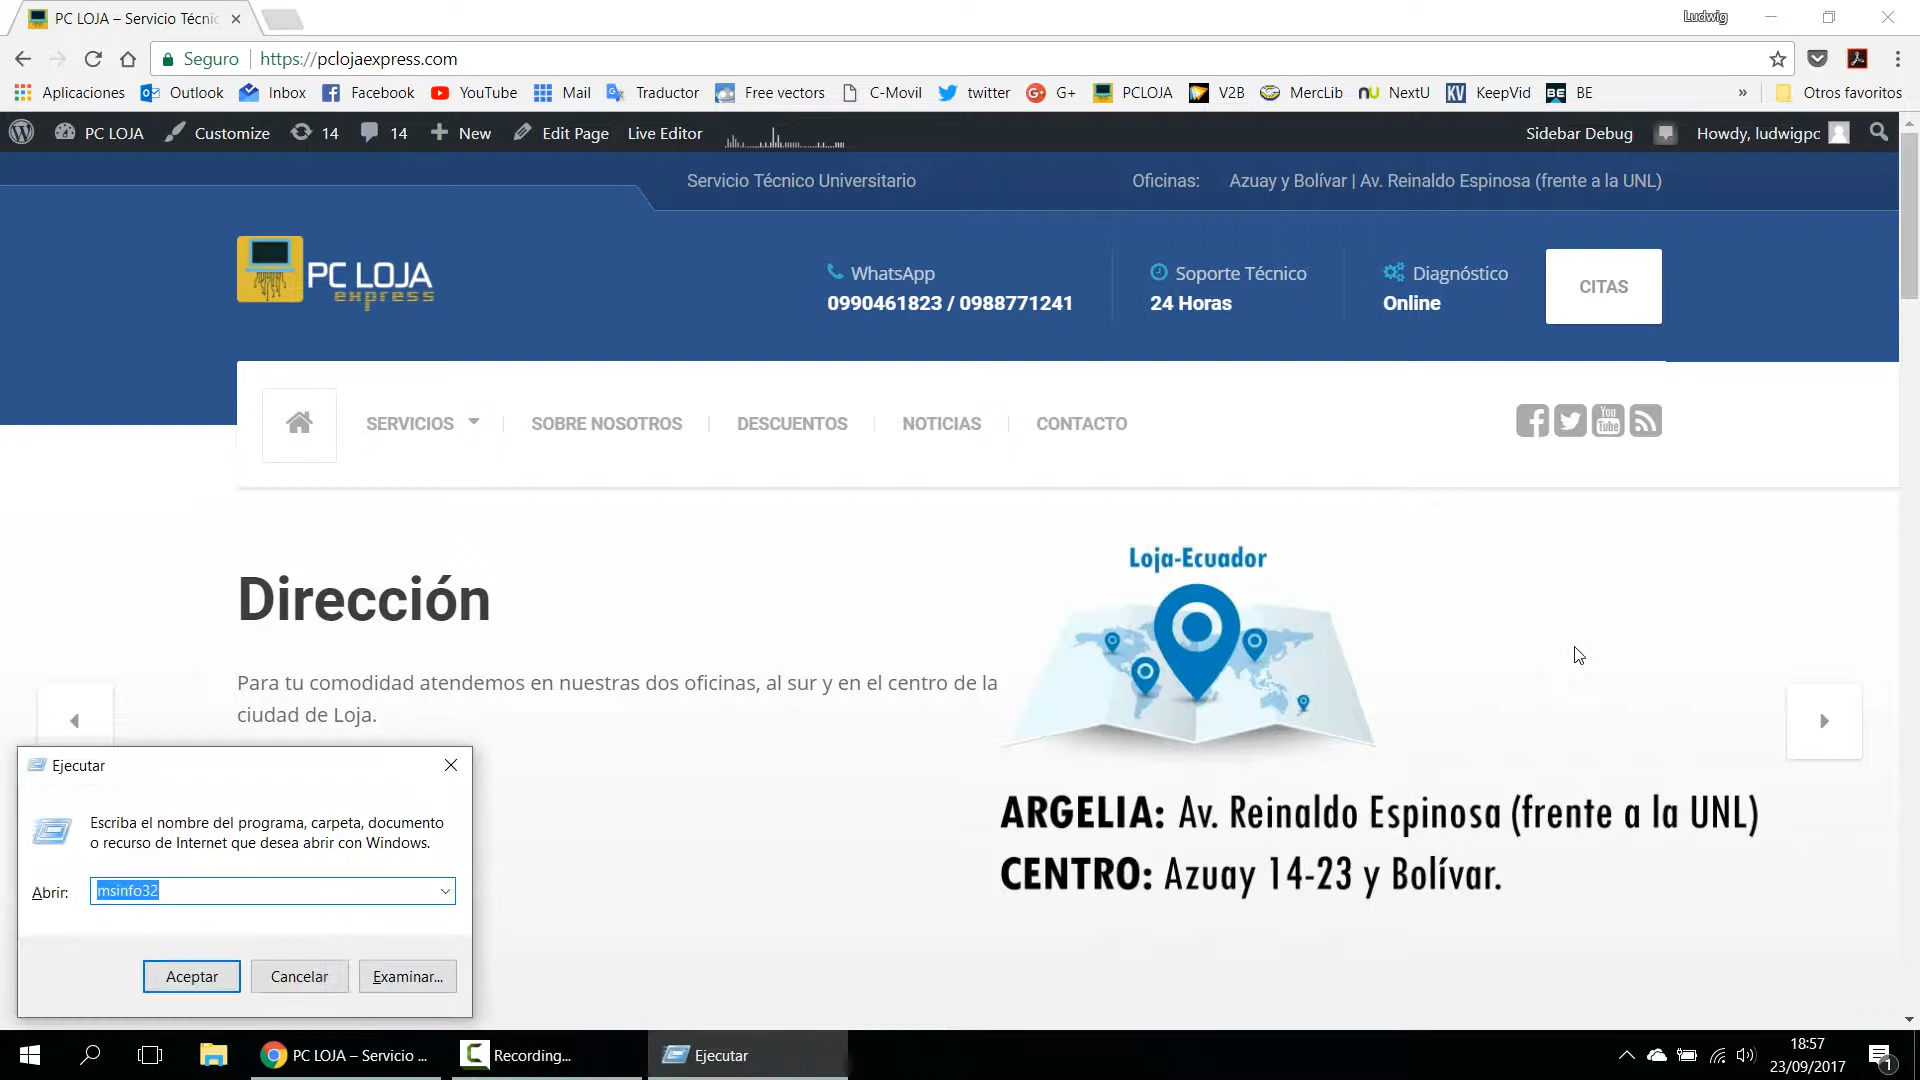 PC LOJA – Servicio Técnic
Ludwig
Seguro
https://pclojaexpress.com
Aplicaciones
Outlook
Inbox
Facebook
YouTube
Mail
Traductor
Free vectors
C-Movil
twitter
G+
PCLOJA
V2B
MercLib
NextU
KeepVid
BE
»
Otros favoritos
PC LOJA
Customize
14
14
New
Edit Page
Live Editor
Sidebar Debug
Howdy, ludwigpc
Servicio Técnico Universitario
Oficinas:
Azuay y Bolívar | Av. Reinaldo Espinosa (frente a la UNL)
PC LOJA
express
WhatsApp
0990461823 / 0988771241
Soporte Técnico
24 Horas
Diagnóstico
Online
CITAS
SERVICIOS
SOBRE NOSOTROS
DESCUENTOS
NOTICIAS
CONTACTO
You
Tube
Dirección
Para tu comodidad atendemos en nuestras dos oficinas, al sur y en el centro de la
ciudad de Loja.
Loja-Ecuador
ARGELIA: Av. Reinaldo Espinosa (frente a la UNL)
CENTRO: Azuay 14-23 y Bolívar.
Ejecutar
Escriba el nombre del programa, carpeta, documento
o recurso de Internet que desea abrir con Windows.
Abrir:
msinfo32
Aceptar
Cancelar
Examinar...
PC LOJA – Servicio ...
Recording...
Ejecutar
18:57
23/09/2017
1